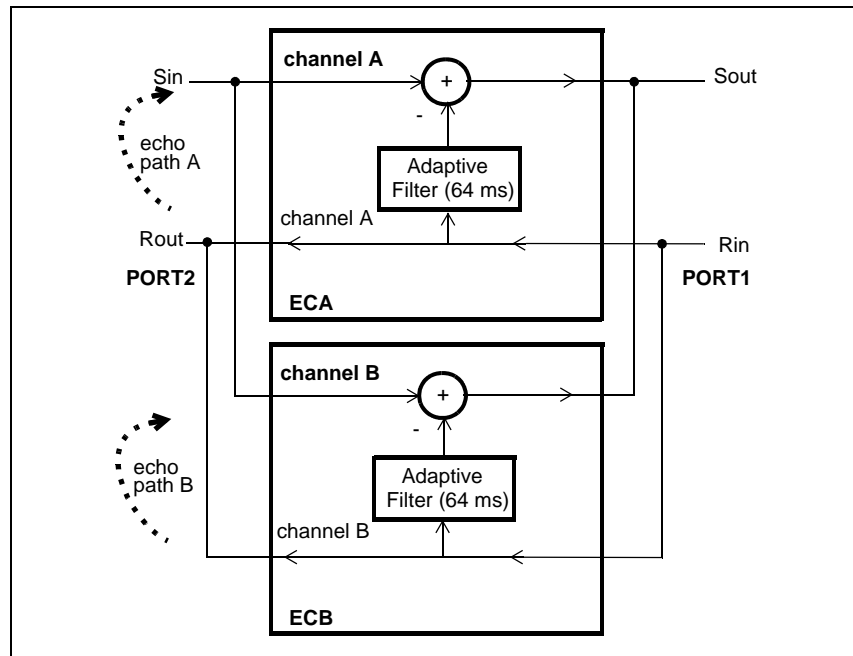 channel A
Sin
+
Sout
-
echo
path A
Adaptive
Filter (64 ms)
channel A
Rout
Rin
PORT2
PORT1
ECA
channel B
+
-
echo
path B
Adaptive
Filter (64 ms)
channel B
ECB